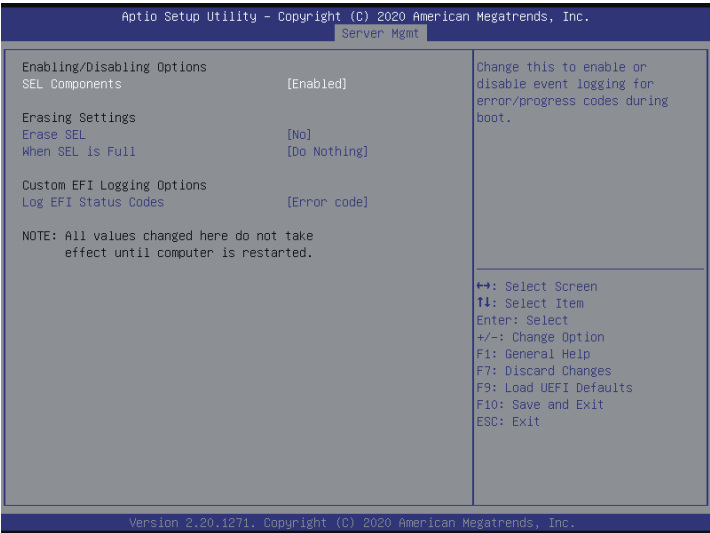 Aptio Setup Utility – Copyright (C) 2020 American Megatrends, Inc.
Server Mgmt
Enabling/Disabling Options
SEL Components [Enabled]
Erasing Settings
Erase SEL [No]
When SEL is Full [Do Nothing]
Custom EFI Logging Options
Log EFI Status Codes [Error code]
NOTE: All values changed here do not take
effect until computer is restarted.
Change this to enable or
disable event logging for
error/progress codes during
boot.
↔: Select Screen
↑↓: Select Item
Enter: Select
+/-: Change Option
F1: General Help
F7: Discard Changes
F9: Load UEFI Defaults
F10: Save and Exit
ESC: Exit
Version 2.20.1271. Copyright (C) 2020 American Megatrends, Inc.